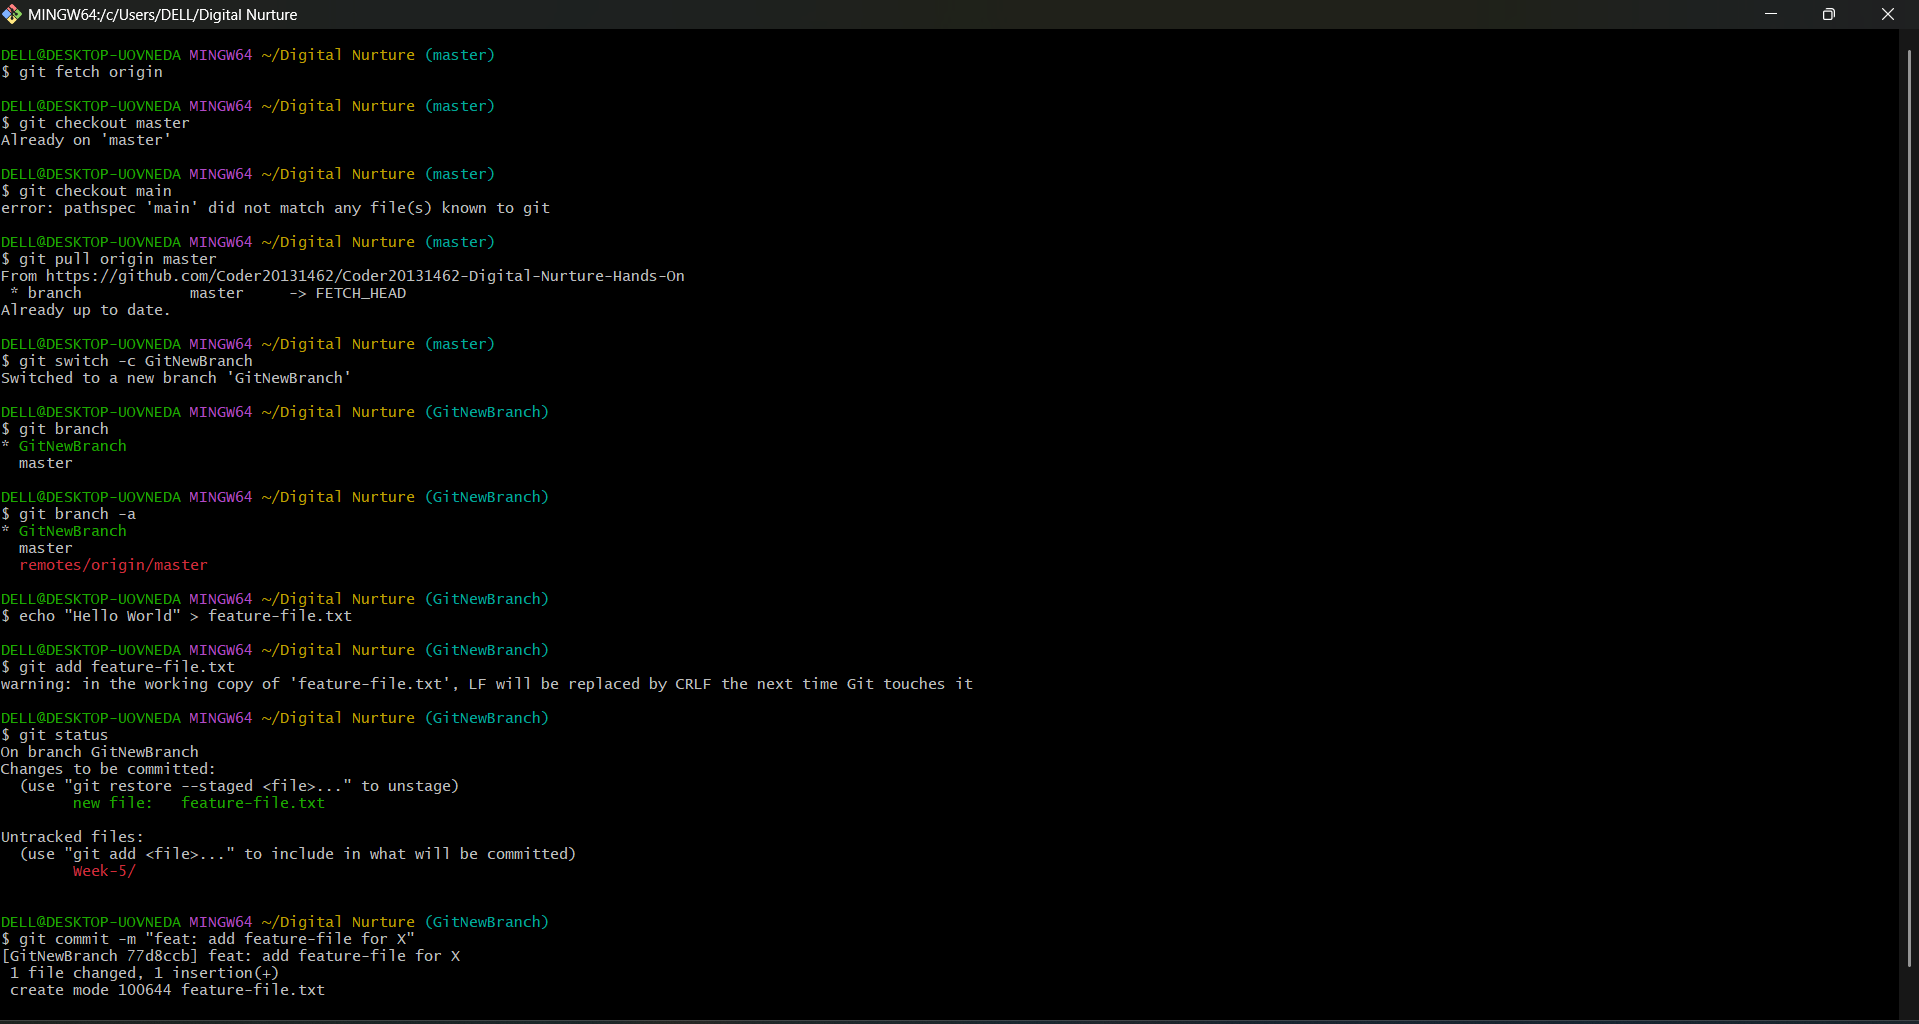 MINGW64:/c/Users/DELL/Digital Nurture
DELL@DESKTOP-UOVNEDA MINGW64 ~/Digital Nurture (master)
$ git fetch origin
DELL@DESKTOP-UOVNEDA MINGW64 ~/Digital Nurture (master)
$ git checkout master
Already on 'master'
DELL@DESKTOP-UOVNEDA MINGW64 ~/Digital Nurture (master)
$ git checkout main
error: pathspec 'main' did not match any file(s) known to git
DELL@DESKTOP-UOVNEDA MINGW64 ~/Digital Nurture (master)
$ git pull origin master
From https://github.com/Coder20131462/Coder20131462-Digital-Nurture-Hands-On
 * branch            master     -> FETCH_HEAD
Already up to date.
DELL@DESKTOP-UOVNEDA MINGW64 ~/Digital Nurture (master)
$ git switch -c GitNewBranch
Switched to a new branch 'GitNewBranch'
DELL@DESKTOP-UOVNEDA MINGW64 ~/Digital Nurture (GitNewBranch)
$ git branch
* GitNewBranch
  master
DELL@DESKTOP-UOVNEDA MINGW64 ~/Digital Nurture (GitNewBranch)
$ git branch -a
* GitNewBranch
  master
  remotes/origin/master
DELL@DESKTOP-UOVNEDA MINGW64 ~/Digital Nurture (GitNewBranch)
$ echo "Hello World" > feature-file.txt
DELL@DESKTOP-UOVNEDA MINGW64 ~/Digital Nurture (GitNewBranch)
$ git add feature-file.txt
warning: in the working copy of 'feature-file.txt', LF will be replaced by CRLF the next time Git touches it
DELL@DESKTOP-UOVNEDA MINGW64 ~/Digital Nurture (GitNewBranch)
$ git status
On branch GitNewBranch
Changes to be committed:
  (use "git restore --staged <file>..." to unstage)
        new file:   feature-file.txt
Untracked files:
  (use "git add <file>..." to include in what will be committed)
        Week-5/
DELL@DESKTOP-UOVNEDA MINGW64 ~/Digital Nurture (GitNewBranch)
$ git commit -m "feat: add feature-file for X"
[GitNewBranch 77d8ccb] feat: add feature-file for X
 1 file changed, 1 insertion(+)
 create mode 100644 feature-file.txt